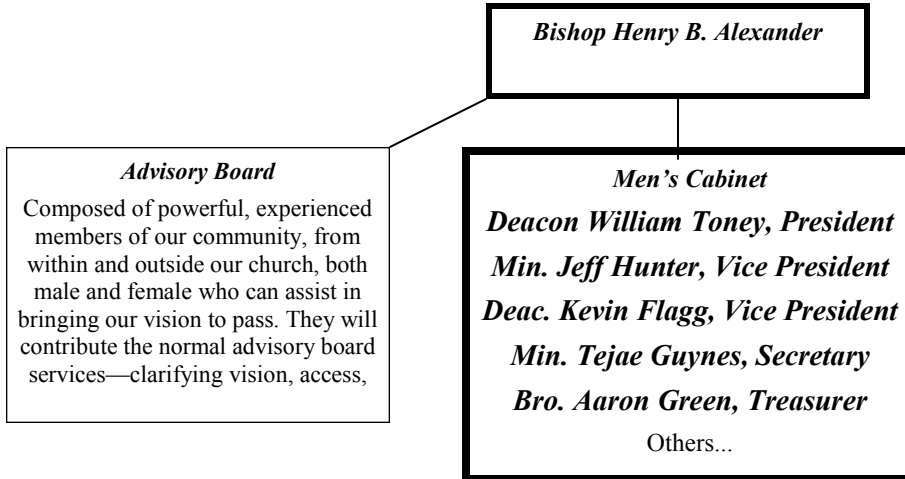 Bishop Henry B. Alexander
Advisory Board
Composed of powerful, experienced
members of our community, from
within and outside our church, both
male and female who can assist in
bringing our vision to pass. They will
contribute the normal advisory board
services—clarifying vision, access,
Men’s Cabinet
Deacon William Toney, President
Min. Jeff Hunter, Vice President
Deac. Kevin Flagg, Vice President
Min. Tejae Guynes, Secretary
Bro. Aaron Green, Treasurer
Others...